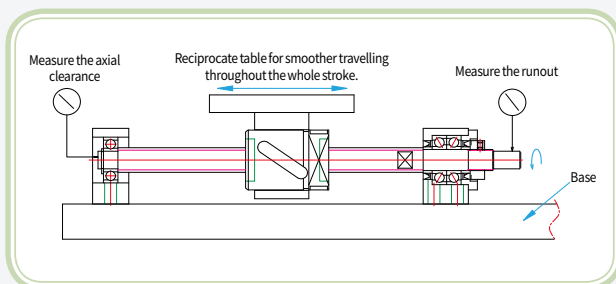 Measure the axial
clearance
Reciprocate table for smoother travelling
throughout the whole stroke.
Measure the runout
Base